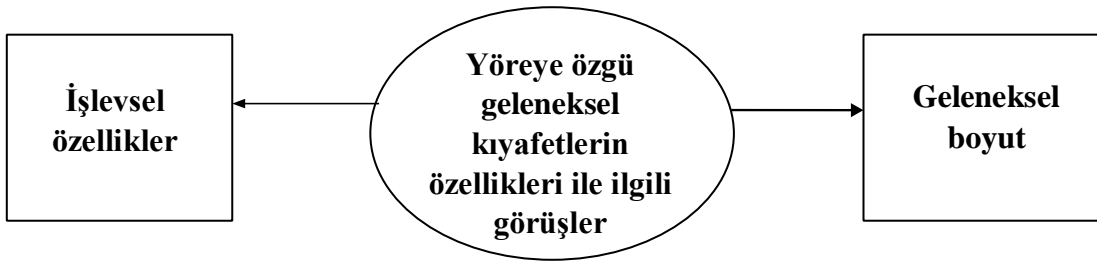 İşlevsel
özellikler
Yöreye özgü
geleneksel
kıyafetlerin
özellikleri ile ilgili
görüşler
Geleneksel
boyut